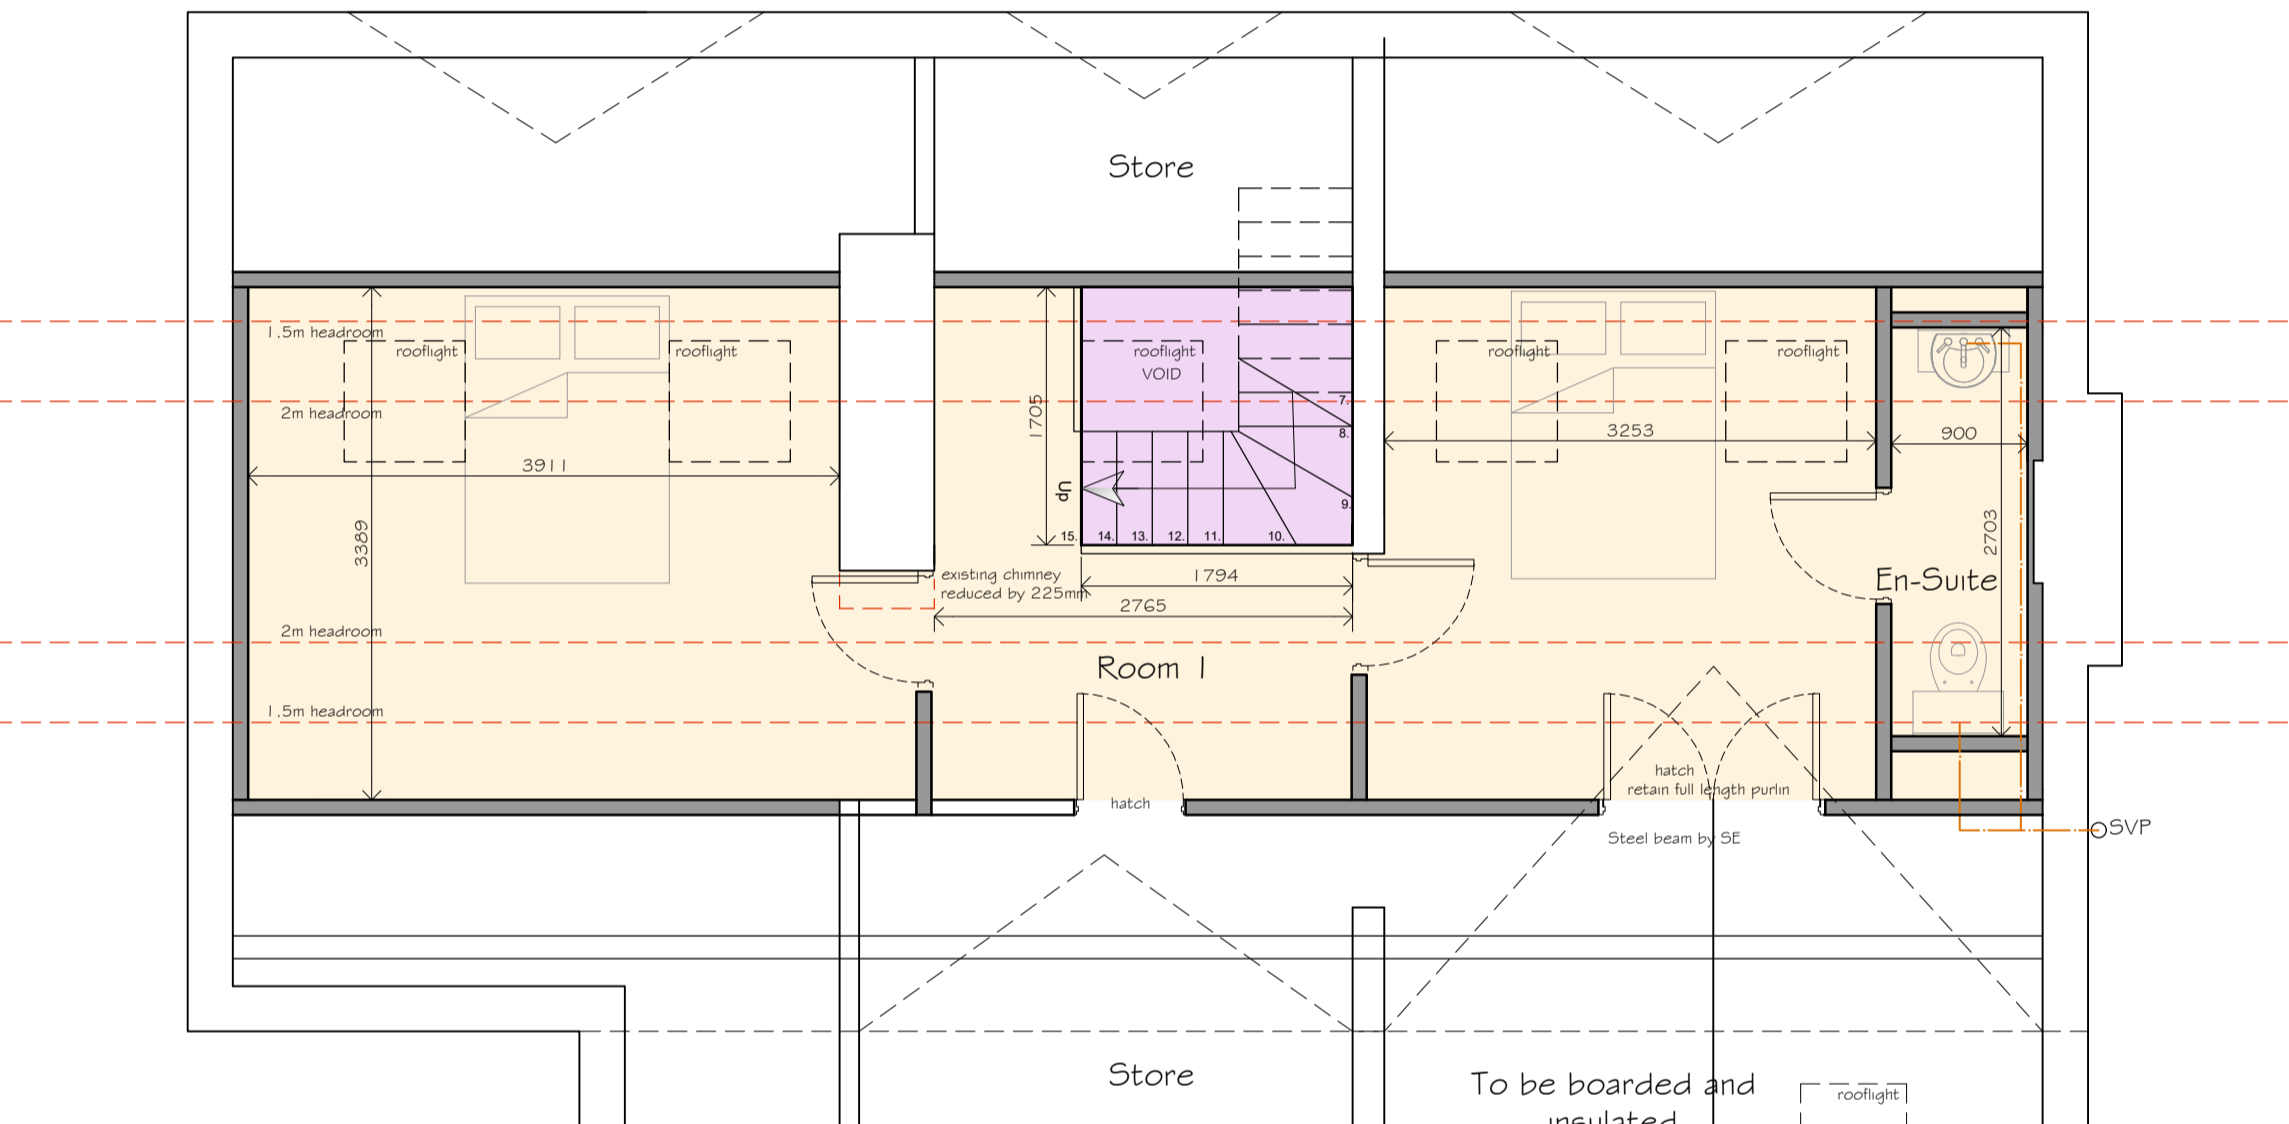 Store
1.5m headroom
rooflight
rooflight
rooflight
VOID
rooflight
rooflight
2m headroom
7.
8.
9.
10.
11.
12.
13.
14.
15.
up
1705
3911
3389
3253
900
2703
existing chimney
reduced by 225mm
1794
2765
En-Suite
2m headroom
Room 1
1.5m headroom
hatch
hatch
retain full length purlin
Steel beam by SE
SVP
Store
To be boarded and
insulated
rooflight